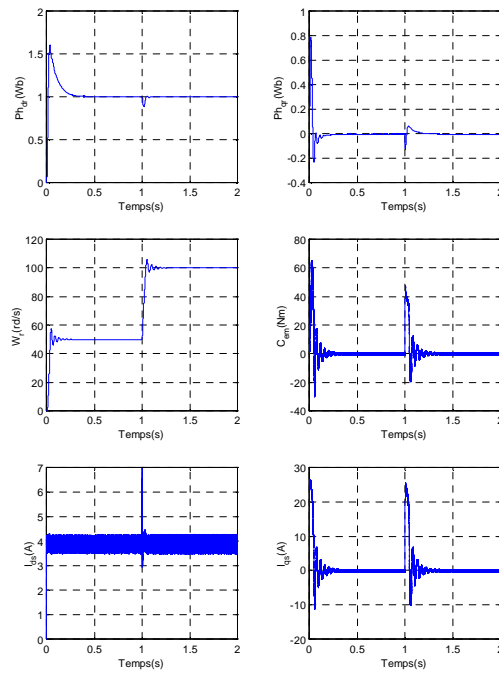 2
1.5
1
0.5
0
0 0.5 1 1.5 2
Ph_dr(Wb)
Temps(s)
1
0.8
0.6
0.4
0.2
0
-0.2
-0.4
0 0.5 1 1.5 2
Ph_qr(Wb)
Temps(s)
120
100
80
60
40
20
0
0 0.5 1 1.5 2
W_r(rd/s)
Temps(s)
80
60
40
20
0
-20
-40
0 0.5 1 1.5 2
C_em(Nm)
Temps(s)
7
6
5
4
3
2
1
0
0 0.5 1 1.5 2
I_ds(A)
Temps(s)
30
20
10
0
-10
-20
0 0.5 1 1.5 2
I_qs(A)
Temps(s)